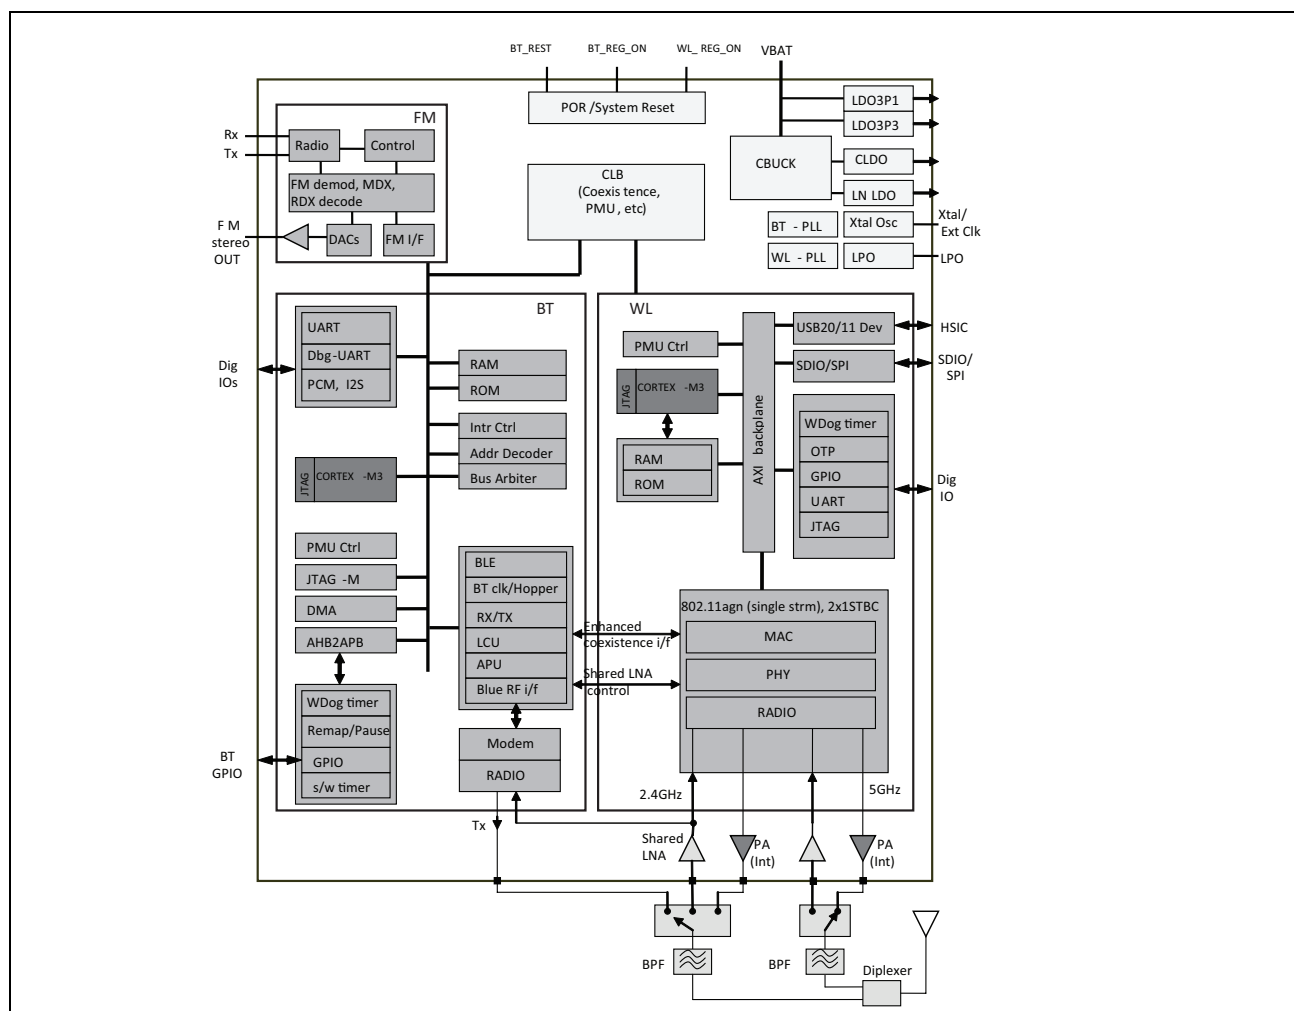 BT_REST
BT_REG_ON
WL_ REG_ON
VBAT
POR /System Reset
LDO3P1
LDO3P3
CBUCK
CLDO
LN LDO
BT - PLL
Xtal Osc
Xtal/
Ext Clk
WL - PLL
LPO
LPO
FM
Rx
Tx
Radio
Control
FM demod, MDX,
RDX decode
F M
stereo
OUT
DACs
FM I/F
CLB
(Coexis tence,
PMU , etc)
BT
UART
Dbg-UART
PCM, I2S
Dig
IOs
RAM
ROM
Intr Ctrl
Addr Decoder
Bus Arbiter
JTAG
CORTEX -M3
PMU Ctrl
JTAG -M
DMA
AHB2APB
WDog timer
Remap/Pause
GPIO
s/w timer
BT
GPIO
BLE
BT clk/Hopper
RX/TX
LCU
APU
Blue RF i/f
Modem
RADIO
Enhanced
coexistence i/f
Shared LNA
control
WL
PMU Ctrl
JTAG
CORTEX -M3
RAM
ROM
AXI backplane
USB20/11 Dev
HSIC
SDIO/SPI
SDIO/
SPI
WDog timer
OTP
GPIO
UART
JTAG
Dig
IO
802.11agn (single strm), 2x1STBC
MAC
PHY
RADIO
2.4GHz
5GHz
Tx
Shared
LNA
PA
(Int)
PA
(Int)
BPF
BPF
Diplexer